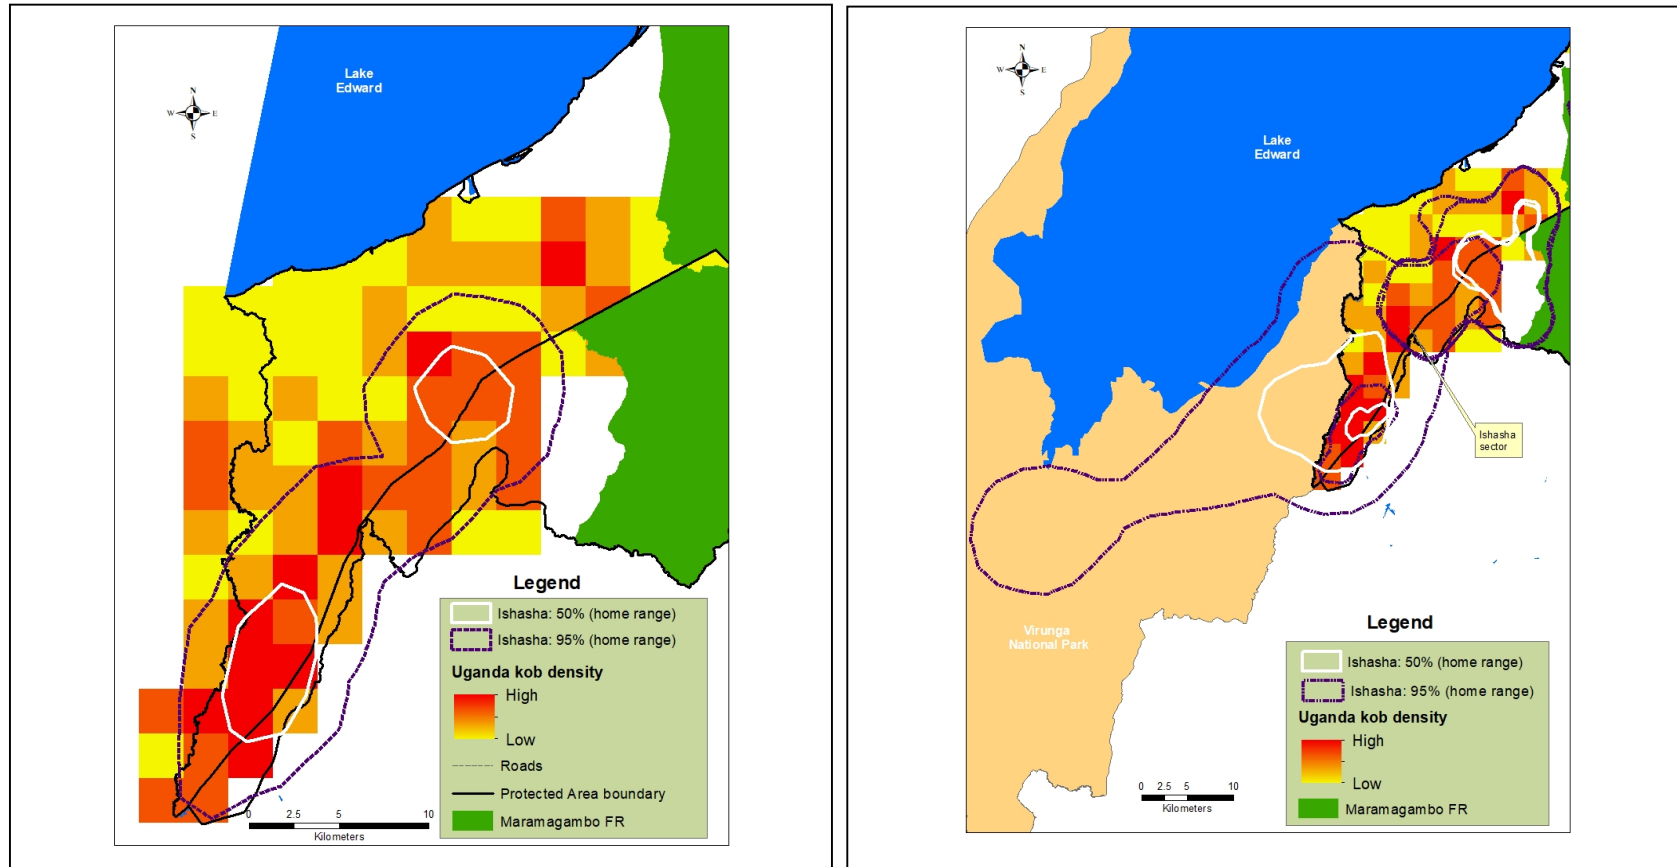 Lake
Edward
N
W E
S
Legend
Ishasha: 50% (home range)
Ishasha: 95% (home range)
Uganda kob density
High
Low
Roads
Protected Area boundary
Maramagambo FR
0 2.5 5 10
Kilometers
N
W E
S
Lake
Edward
Ishasha
sector
Virunga
National Park
Legend
Ishasha: 50% (home range)
Ishasha: 95% (home range)
Uganda kob density
High
Low
Maramagambo FR
0 2.5 5 10
Kilometers